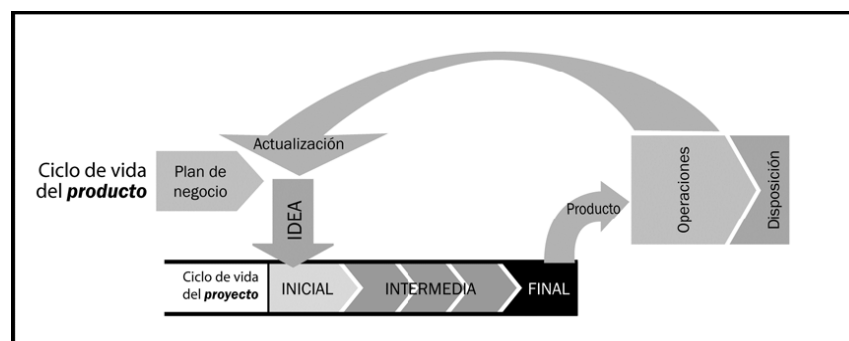 Actualización
Ciclo de vida
del producto
Plan de
negocio
IDEA
Producto
Operaciones
Disposición
Ciclo de vida
del proyecto
INICIAL
INTERMEDIA
FINAL